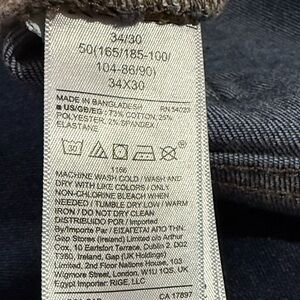 34/30
50(165/185-100/
104-86/90)
34X30
MADE IN BANGLADESH RN 54023
US/GB/EG : 73% COTTON, 25%
POLYESTER, 2% SPANDEX,
ELASTANE
30
1166
MACHINE WASH COLD / WASH AND
DRY WITH LIKE COLORS / ONLY
NON-CHLORINE BLEACH WHEN
NEEDED / TUMBLE DRY LOW / WARM
IRON / DO NOT DRY CLEAN
DISTRIBUIDO POR / Imported
By/Importe Par / ΕΙΣΑΓΕΤΑΙ ΑΠΟ ΤΗΝ:
Gap Stores (Ireland) Limited c/o Arthur
Cox, 10 Earlsfort Terrace, Dublin 2, D02
T380, Ireland, Gap (UK Holdings)
Limited, 2nd Floor Nations House, 103
Wigmore Street, London, W1U 1QS, UK
Egypt Importer: RIGE, LLC
CA 17897